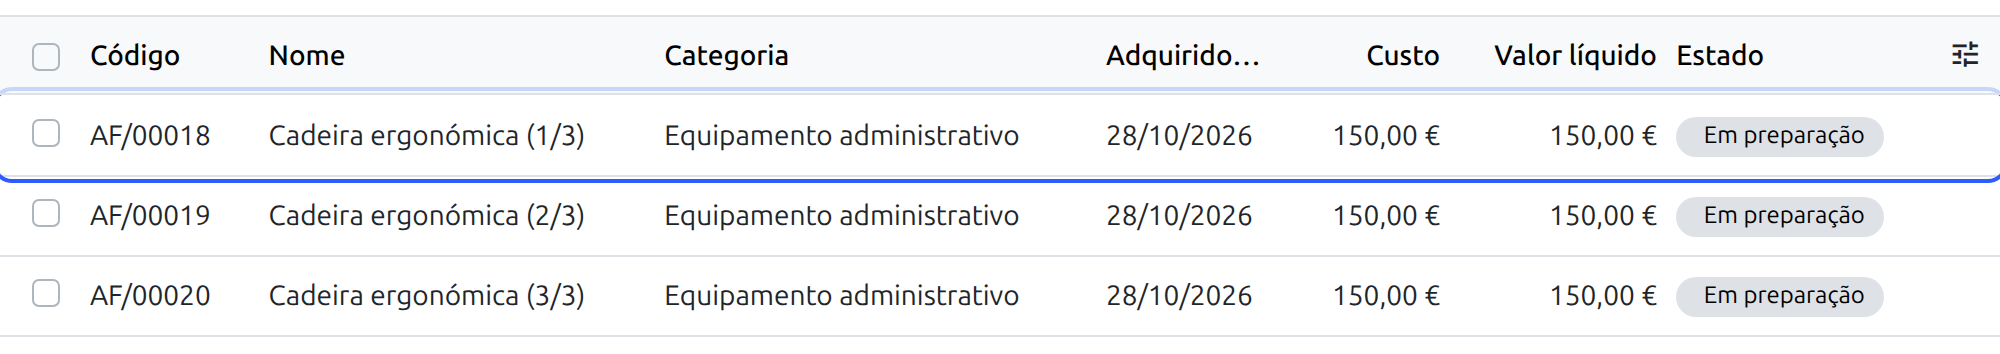 Código Nome Categoria Adquirido... Custo Valor líquido Estado
AF/00018 Cadeira ergonómica (1/3) Equipamento administrativo 28/10/2026 150,00 € 150,00 € Em preparação
AF/00019 Cadeira ergonómica (2/3) Equipamento administrativo 28/10/2026 150,00 € 150,00 € Em preparação
AF/00020 Cadeira ergonómica (3/3) Equipamento administrativo 28/10/2026 150,00 € 150,00 € Em preparação